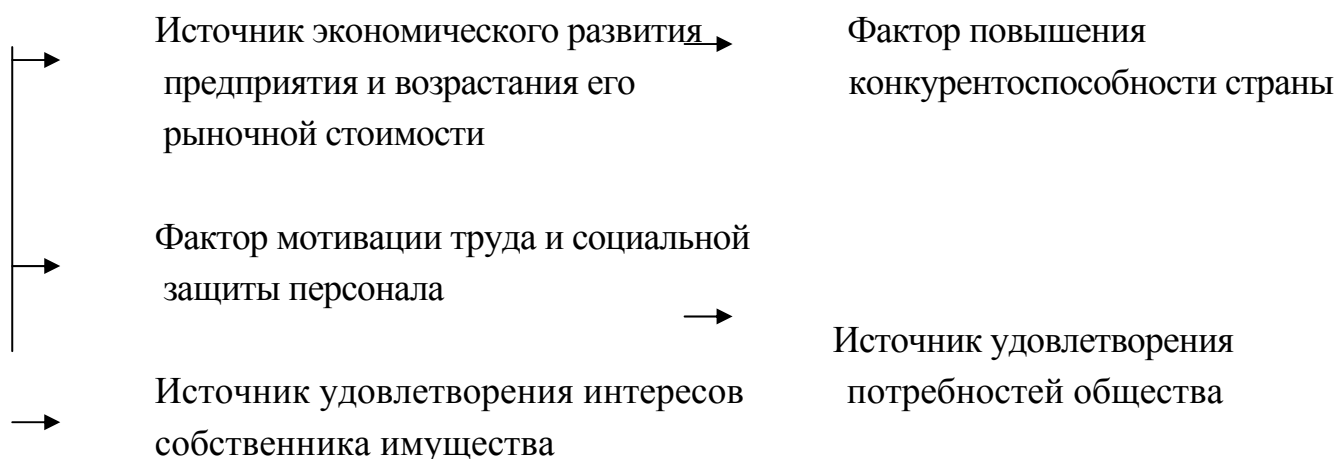 Источник экономического развития
предприятия и возрастания его
рыночной стоимости
Фактор мотивации труда и социальной
защиты персонала
Источник удовлетворения интересов
собственника имущества
Фактор повышения
конкурентоспособности страны
Источник удовлетворения
потребностей общества